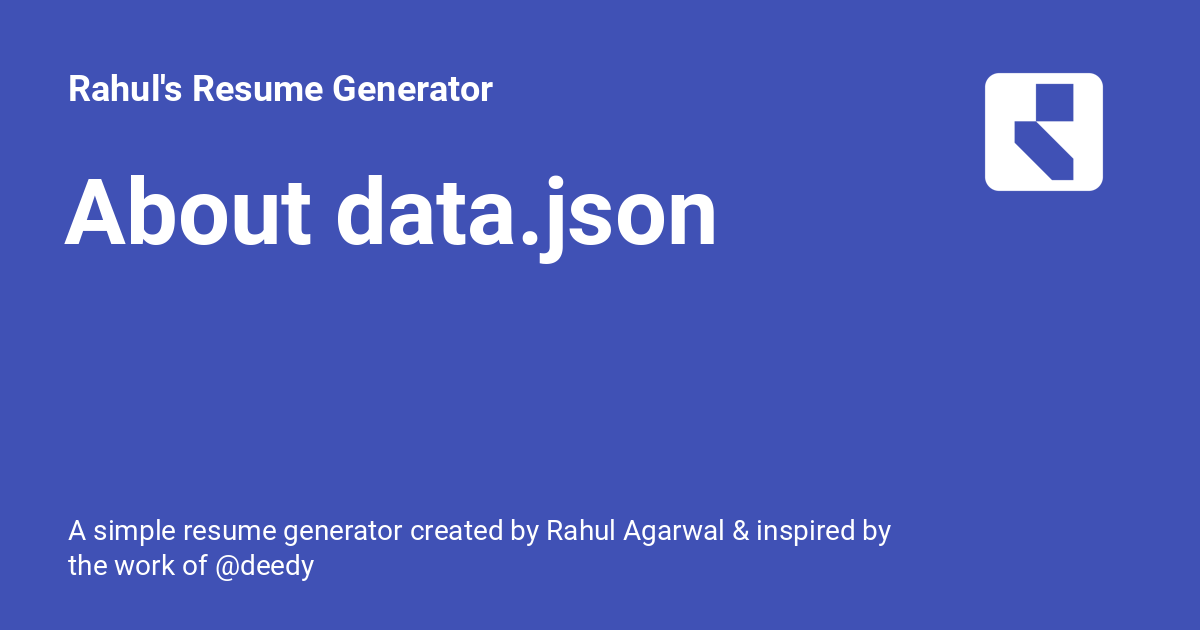 Rahul's Resume Generator
About data.json
A simple resume generator created by Rahul Agarwal & inspired by
the work of @deedy